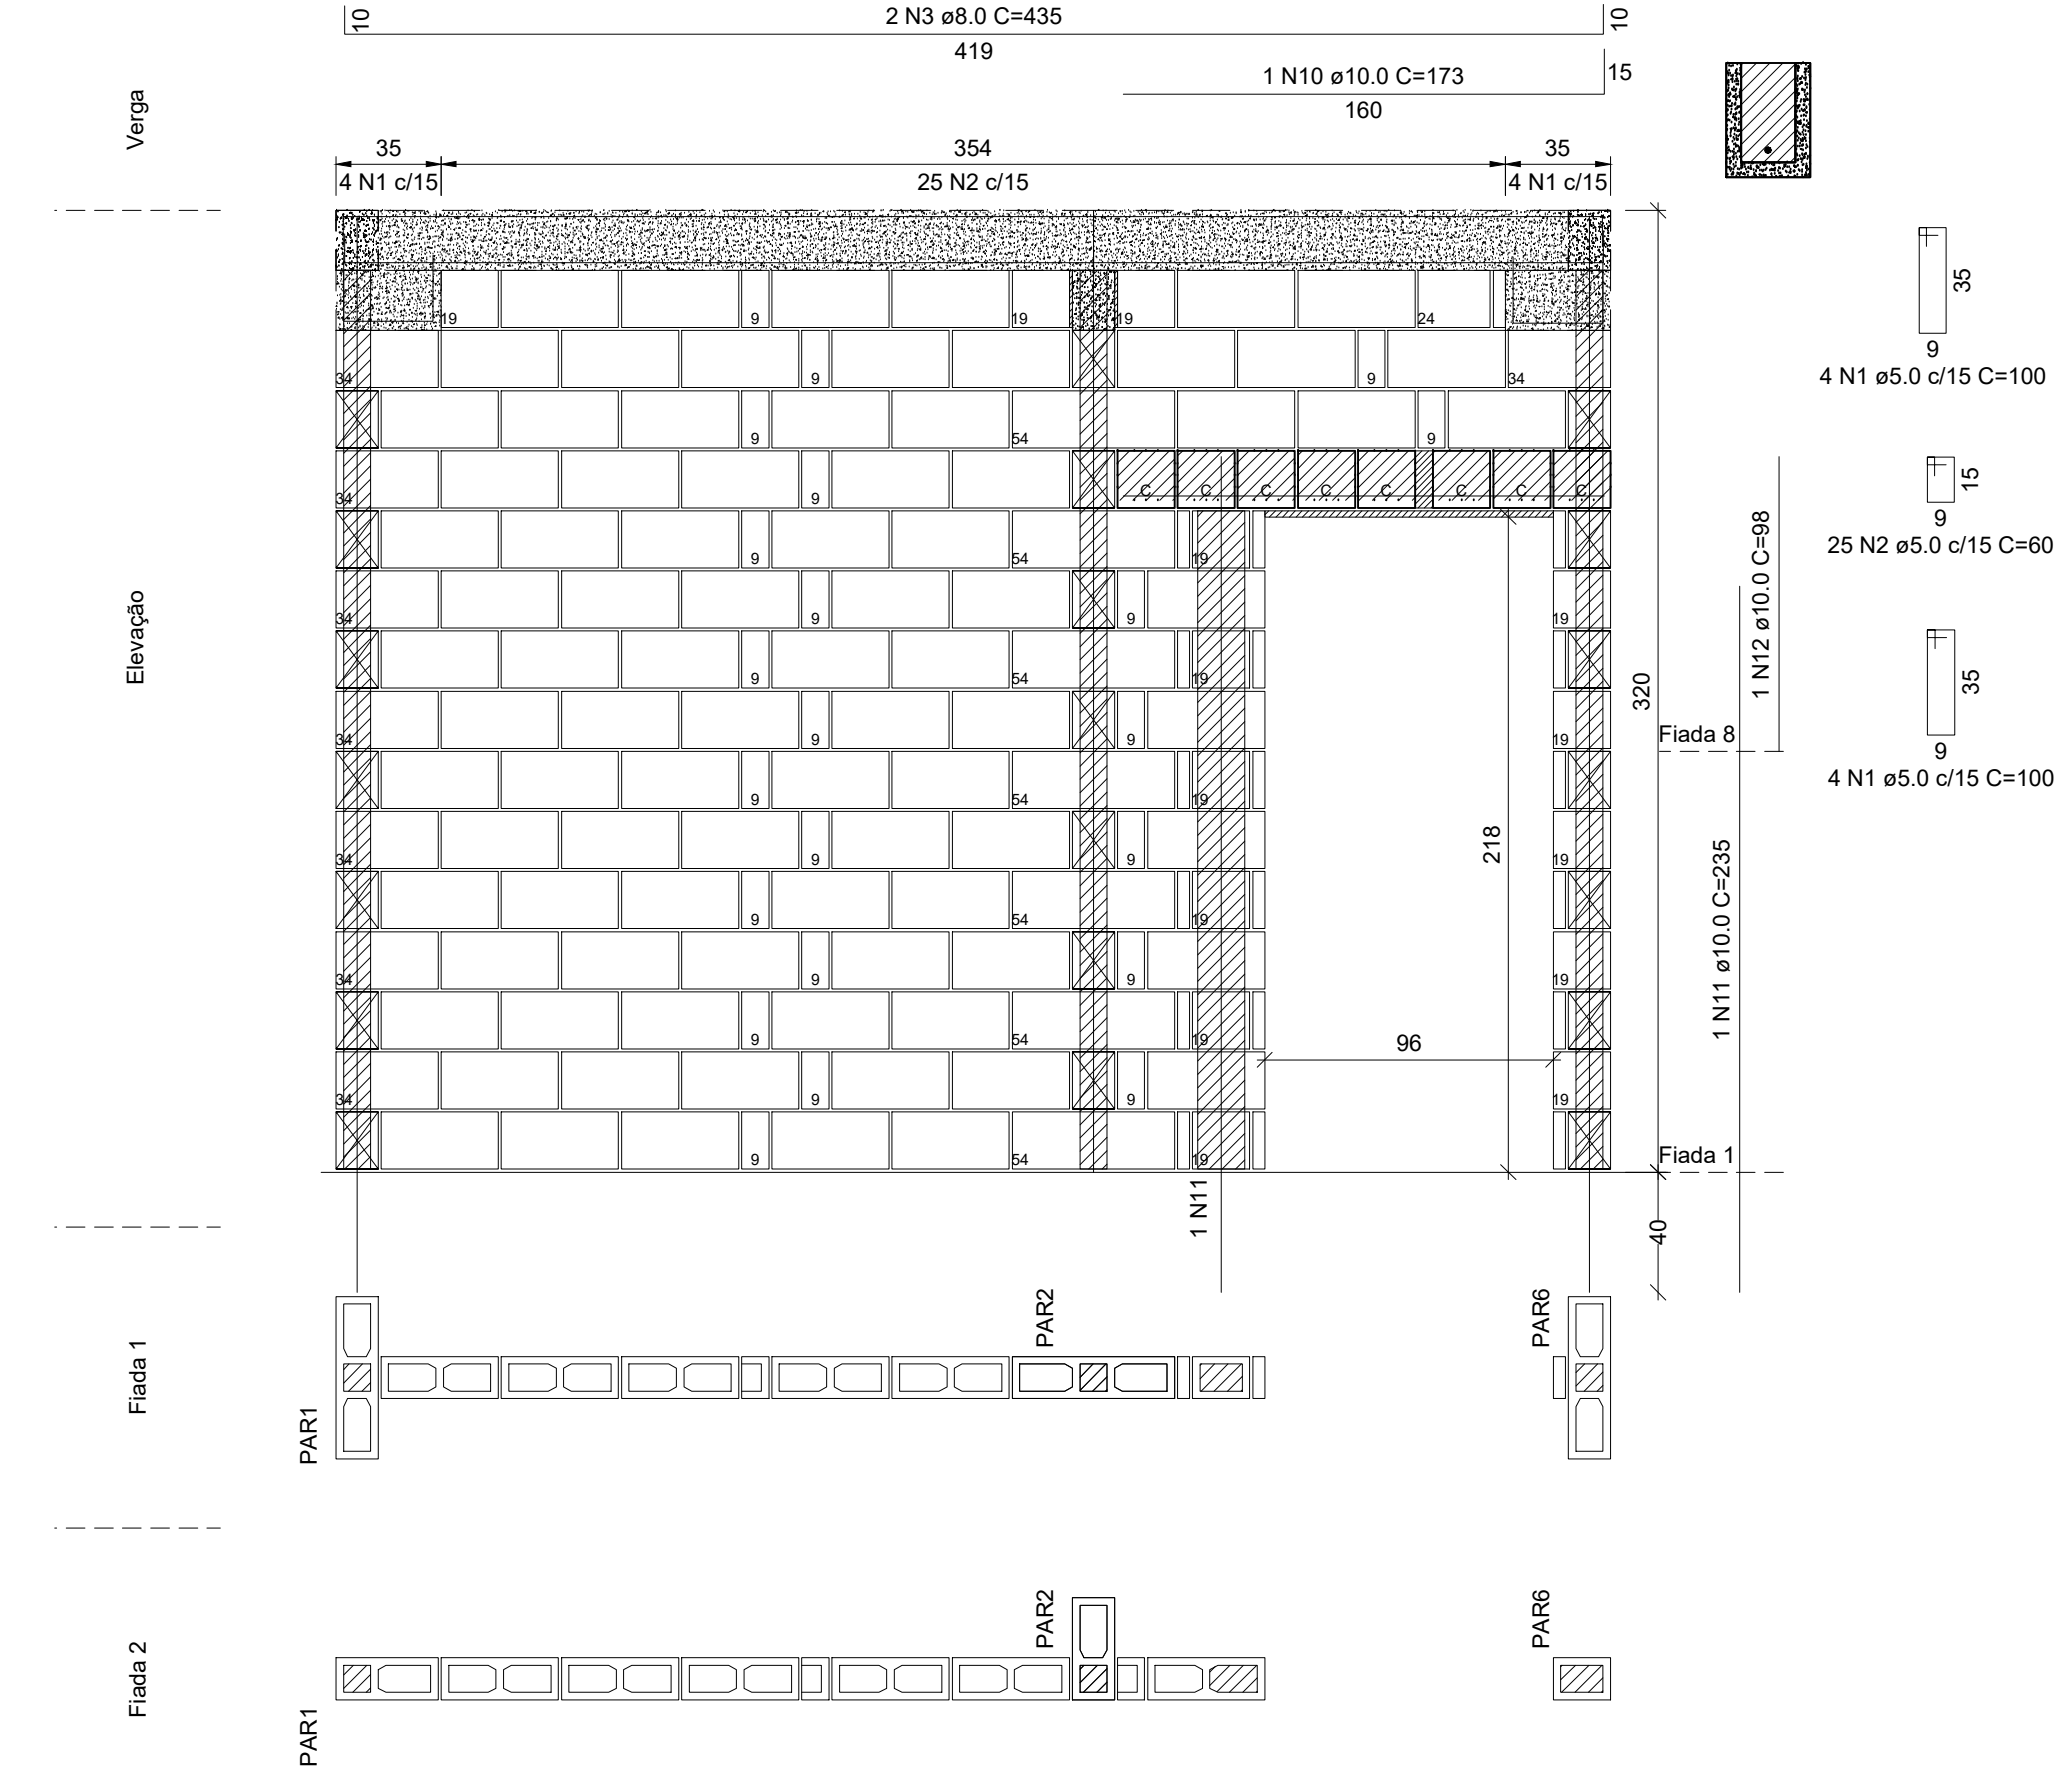 10
2 N3 ø8.0 C=435
10
419
1 N10 ø10.0 C=173
15
160
Verga
35
354
35
4 N1 c/15
25 N2 c/15
4 N1 c/15
35
9
4 N1 ø5.0 c/15 C=100
19
9
19
19
24
34
9
9
34
9
54
9
15
9
25 N2 ø5.0 c/15 C=60
34
9
C
C
C
C
C
C
C
C
9
54
19
1 N12 ø10.0 C=98
Elevação
34
9
9
19
320
35
9
4 N1 ø5.0 c/15 C=100
9
54
19
Fiada 8
34
9
9
19
9
54
19
218
34
9
9
19
1 N11 ø10.0 C=235
9
54
19
34
9
9
19
9
54
19
96
34
9
9
19
9
54
19
Fiada 1
1 N11
40
Fiada 1
PAR1
PAR2
PAR6
Fiada 2
PAR1
PAR2
PAR6